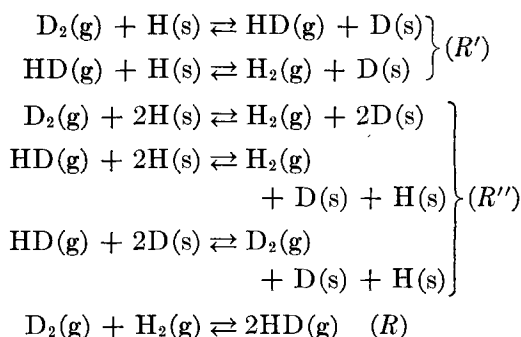 D₂(g) + H(s) ⇄ HD(g) + D(s)
HD(g) + H(s) ⇄ H₂(g) + D(s) } (R′)
D₂(g) + 2H(s) ⇄ H₂(g) + 2D(s)
HD(g) + 2H(s) ⇄ H₂(g)
+ D(s) + H(s) } (R″)
HD(g) + 2D(s) ⇄ D₂(g)
+ D(s) + H(s)
D₂(g) + H₂(g) ⇄ 2HD(g) (R)